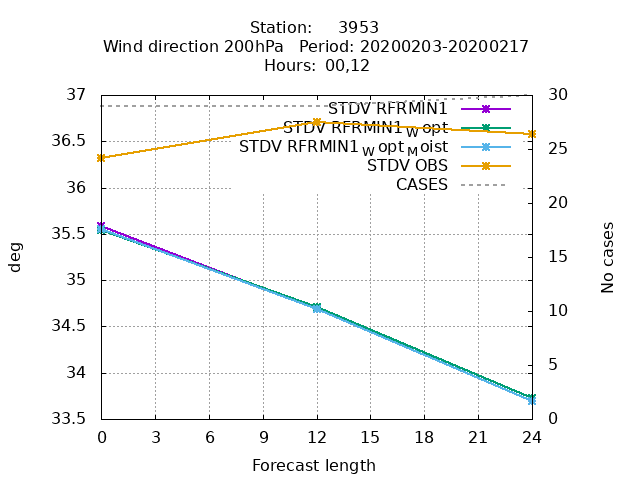 Station:     3953
Wind direction 200hPa   Period: 20200203-20200217
Hours: 00,12
37
36.5
36
35.5
35
34.5
34
33.5
deg
30
25
20
15
10
5
0
No cases
STDV RFRMIN1
STDV RFRMIN1_W opt
STDV RFRMIN1_W opt_M oist
STDV OBS
CASES
0 3 6 9 12 15 18 21 24
Forecast length